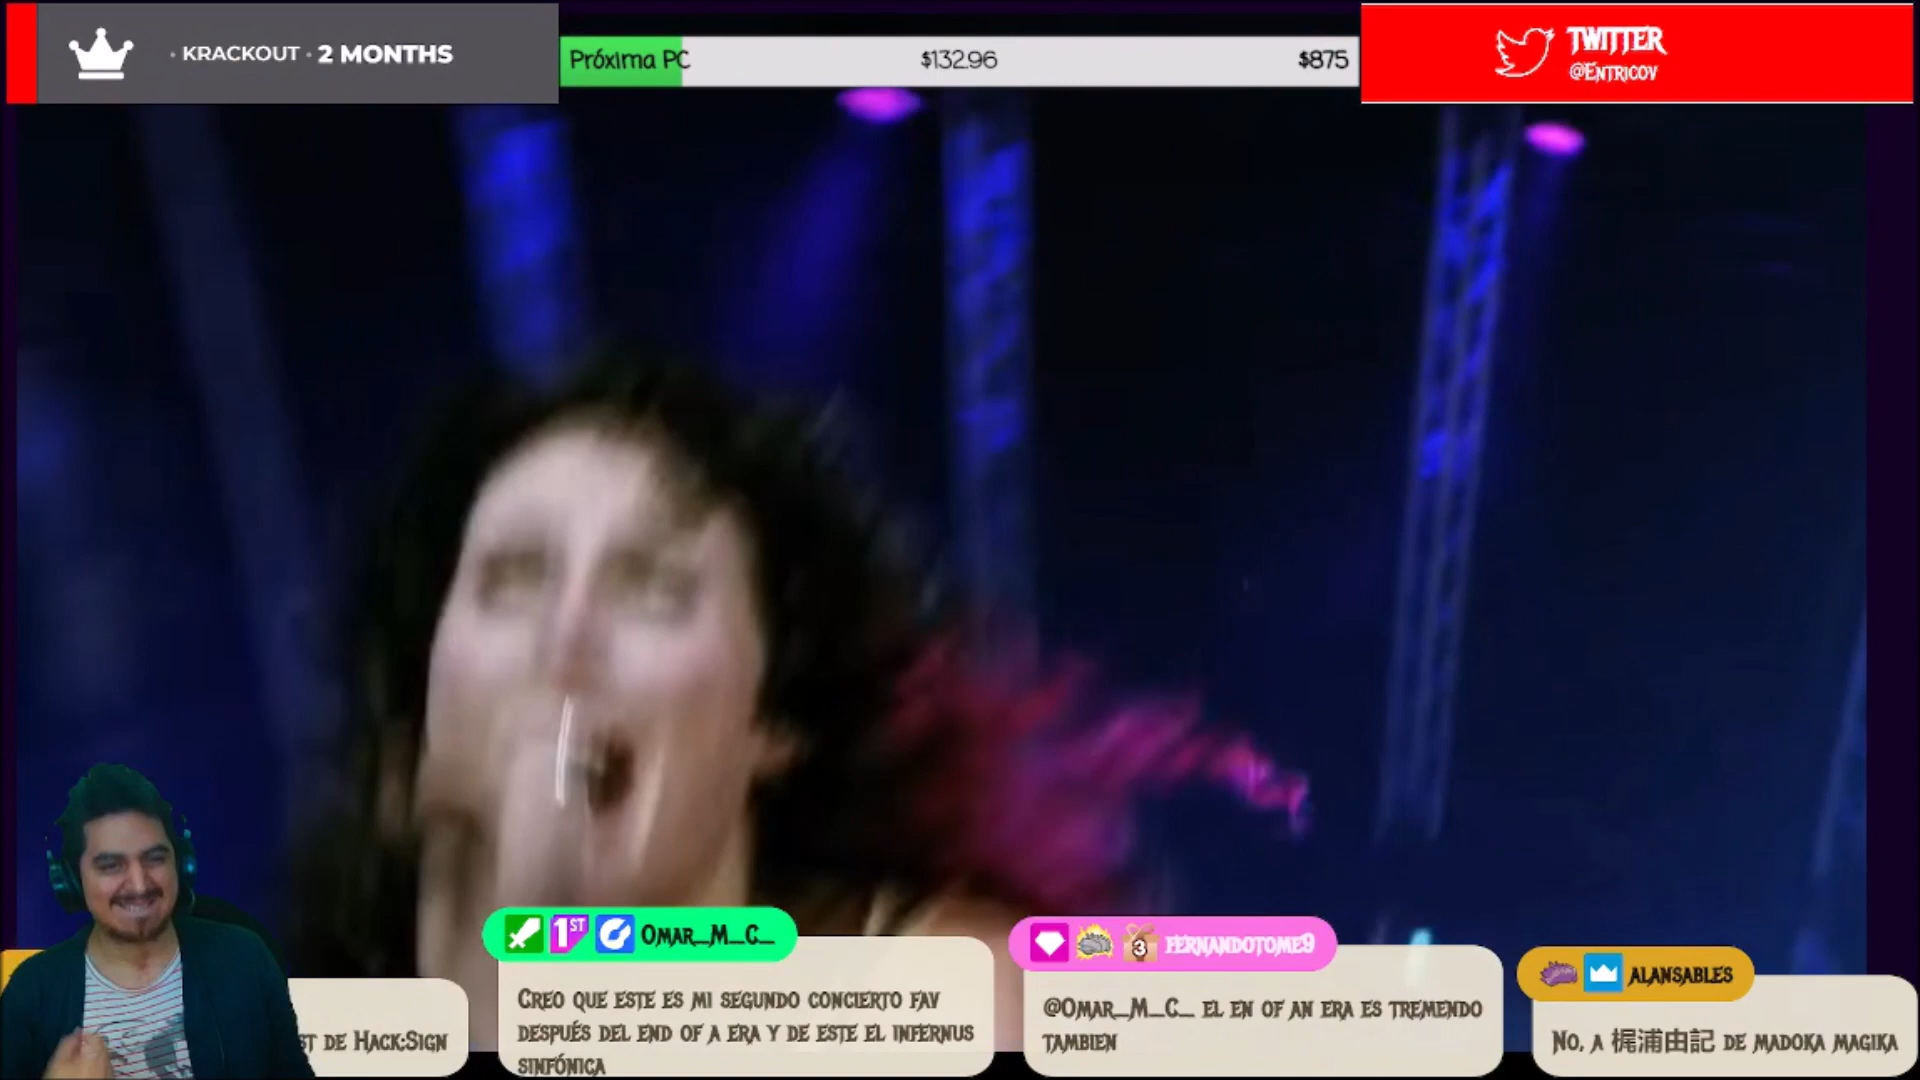 · KRACKOUT · 2 MONTHS
Próxima PC $132.96 $875
TWITTER
@ENTRICOV
DE HACK:SIGN
1ST OMAR_M_C_
CREO QUE ESTE ES MI SEGUNDO CONCIERTO FAV
DESPUÉS DEL END OF A ERA Y DE ESTE EL INFERNUS
SINFÓNICA
3 FERNANDOTOME9
@OMAR_M_C_ EL EN OF AN ERA ES TREMENDO
TAMBIEN
ALANSABLES
NO, A 梶浦由記 DE MADOKA MAGIKA